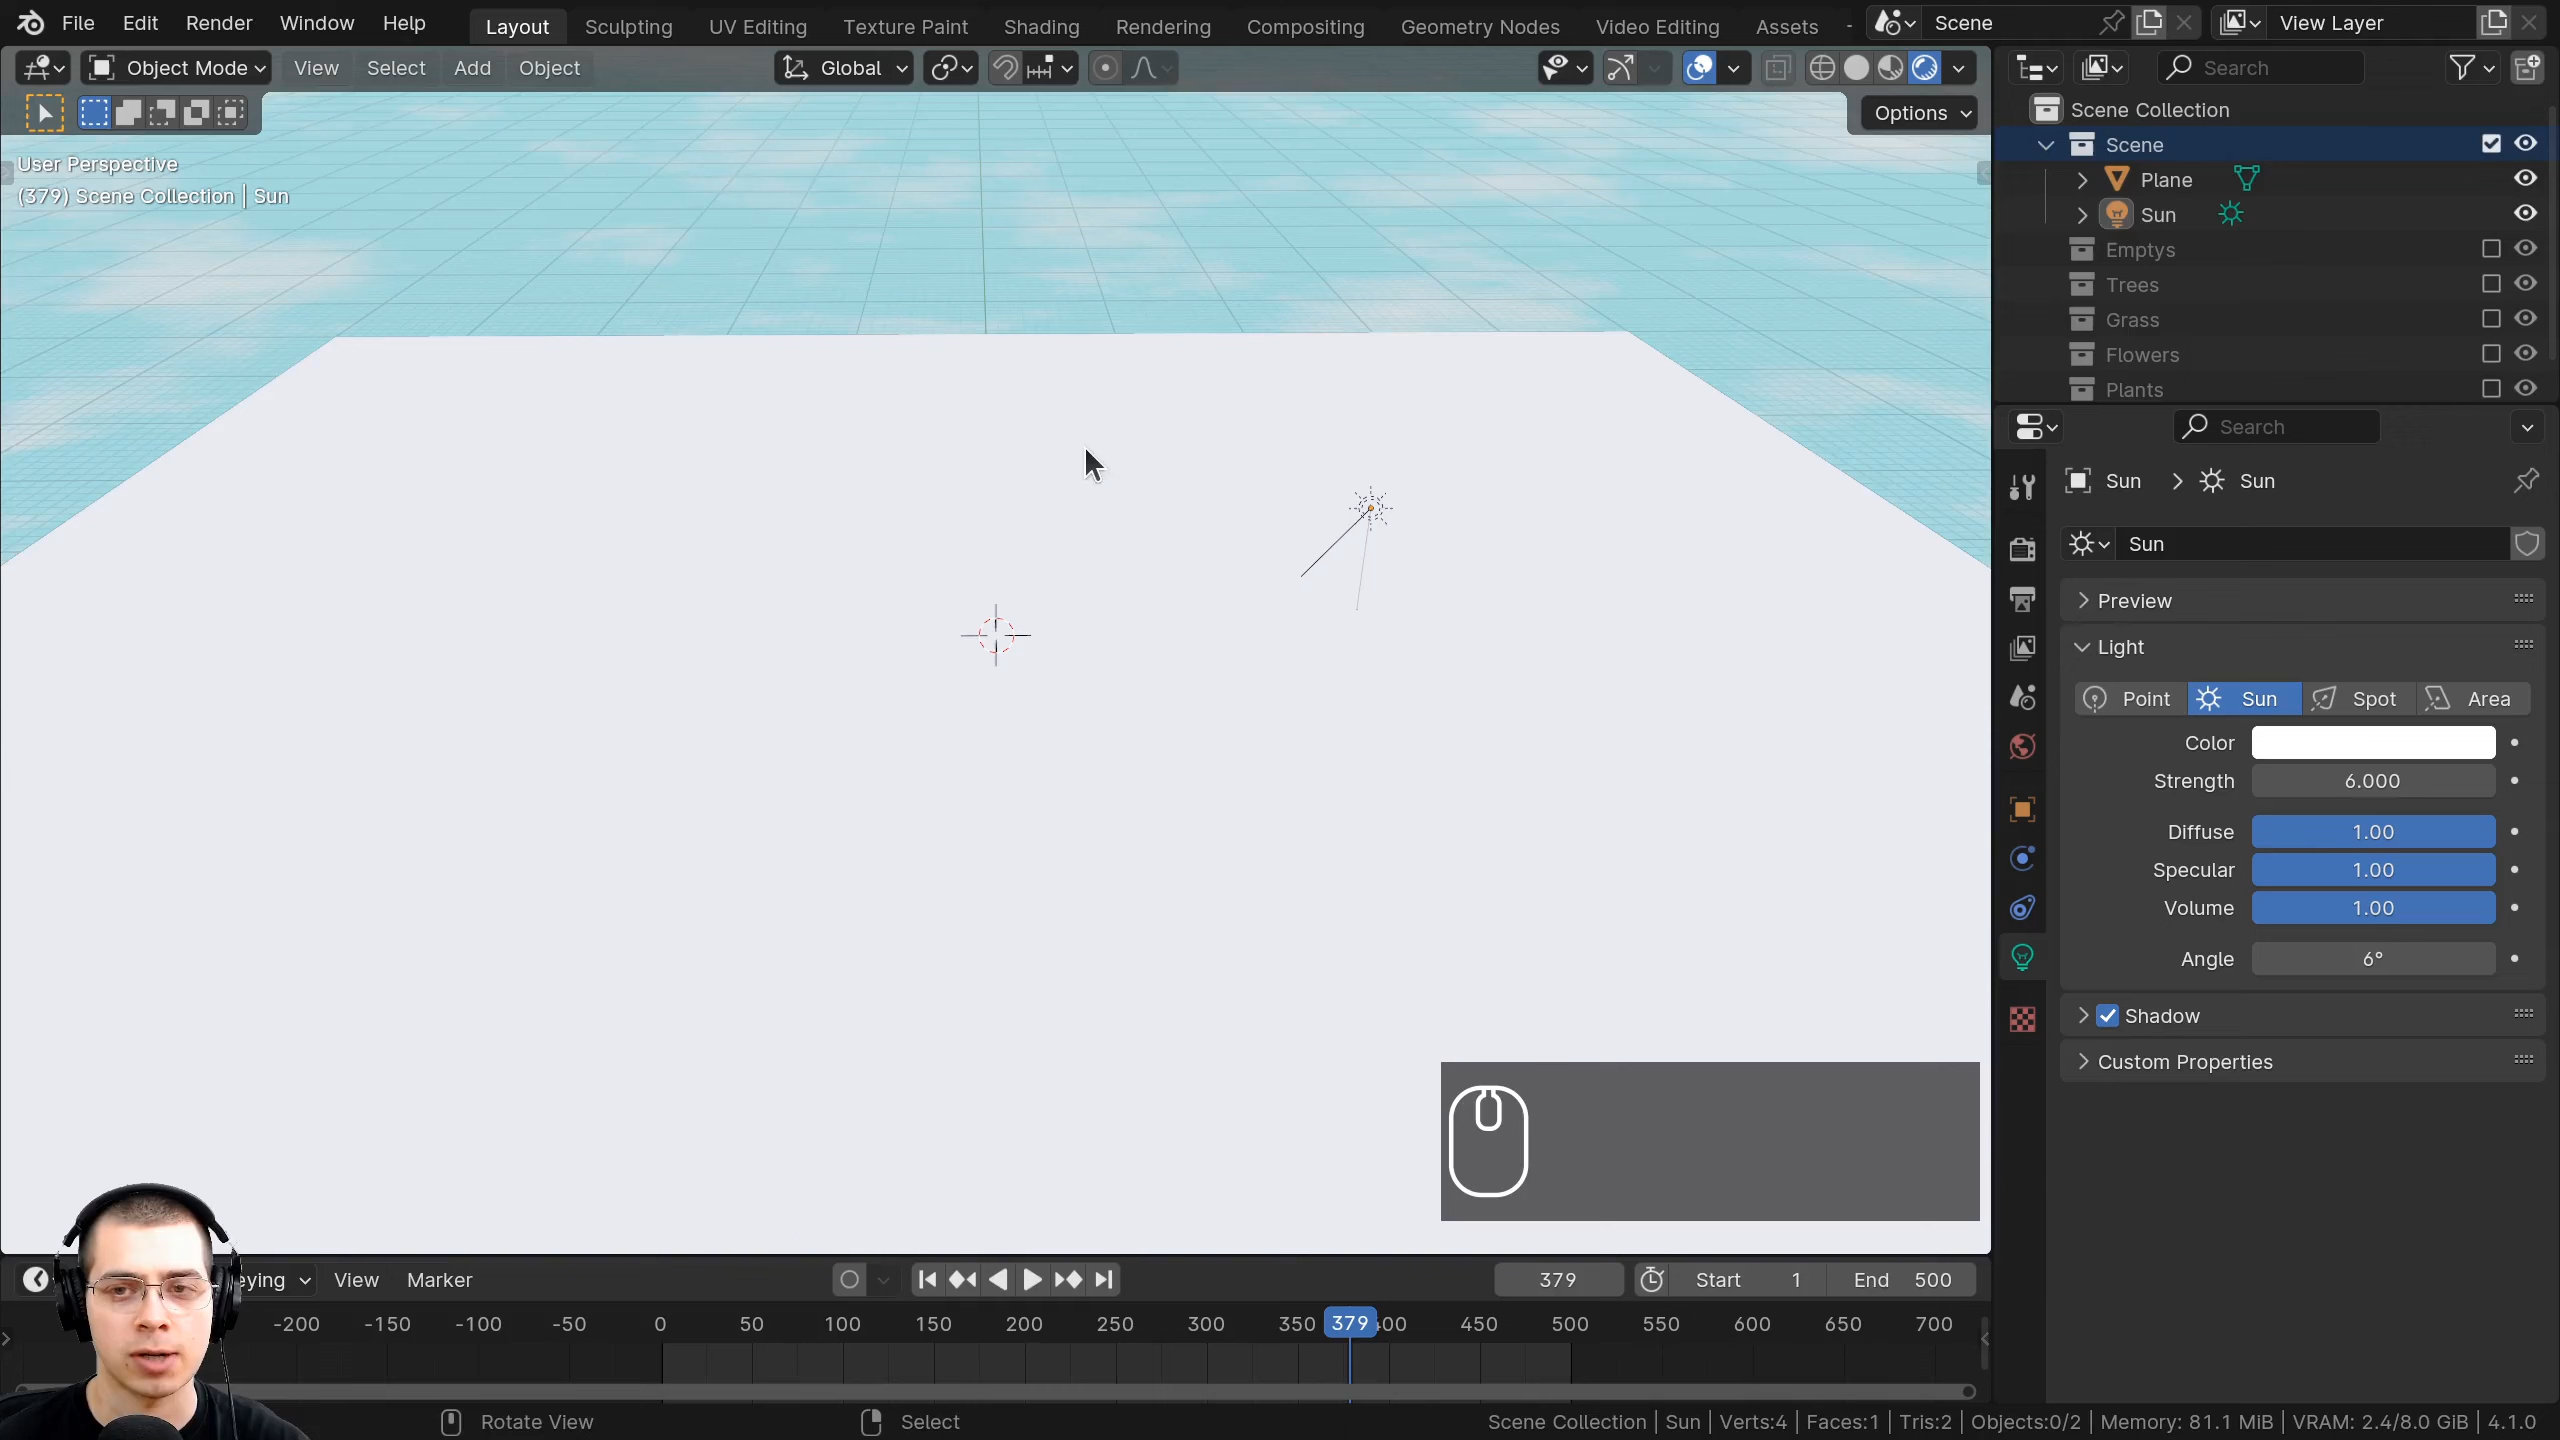 File Edit Render Window Help
Layout Sculpting UV Editing Texture Paint Shading Rendering Compositing Geometry Nodes Video Editing Assets
Scene
View Layer
Object Mode View Select Add Object
Global
Search
Options
User Perspective
(379) Scene Collection | Sun
Scene Collection
Scene
Plane
Sun
Emptys
Trees
Grass
Flowers
Plants
Search
Sun > Sun
Sun
Preview
Light
Point Sun Spot Area
Color
Strength 6.000
Diffuse 1.00
Specular 1.00
Volume 1.00
Angle 6°
Shadow
Custom Properties
eying View Marker
379 Start 1 End 500
-200 -150 -100 -50 0 50 100 150 200 250 300 350 379 400 450 500 550 600 650 700
Rotate View Select
Scene Collection | Sun | Verts:4 | Faces:1 | Tris:2 | Objects:0/2 | Memory: 81.1 MiB | VRAM: 2.4/8.0 GiB | 4.1.0